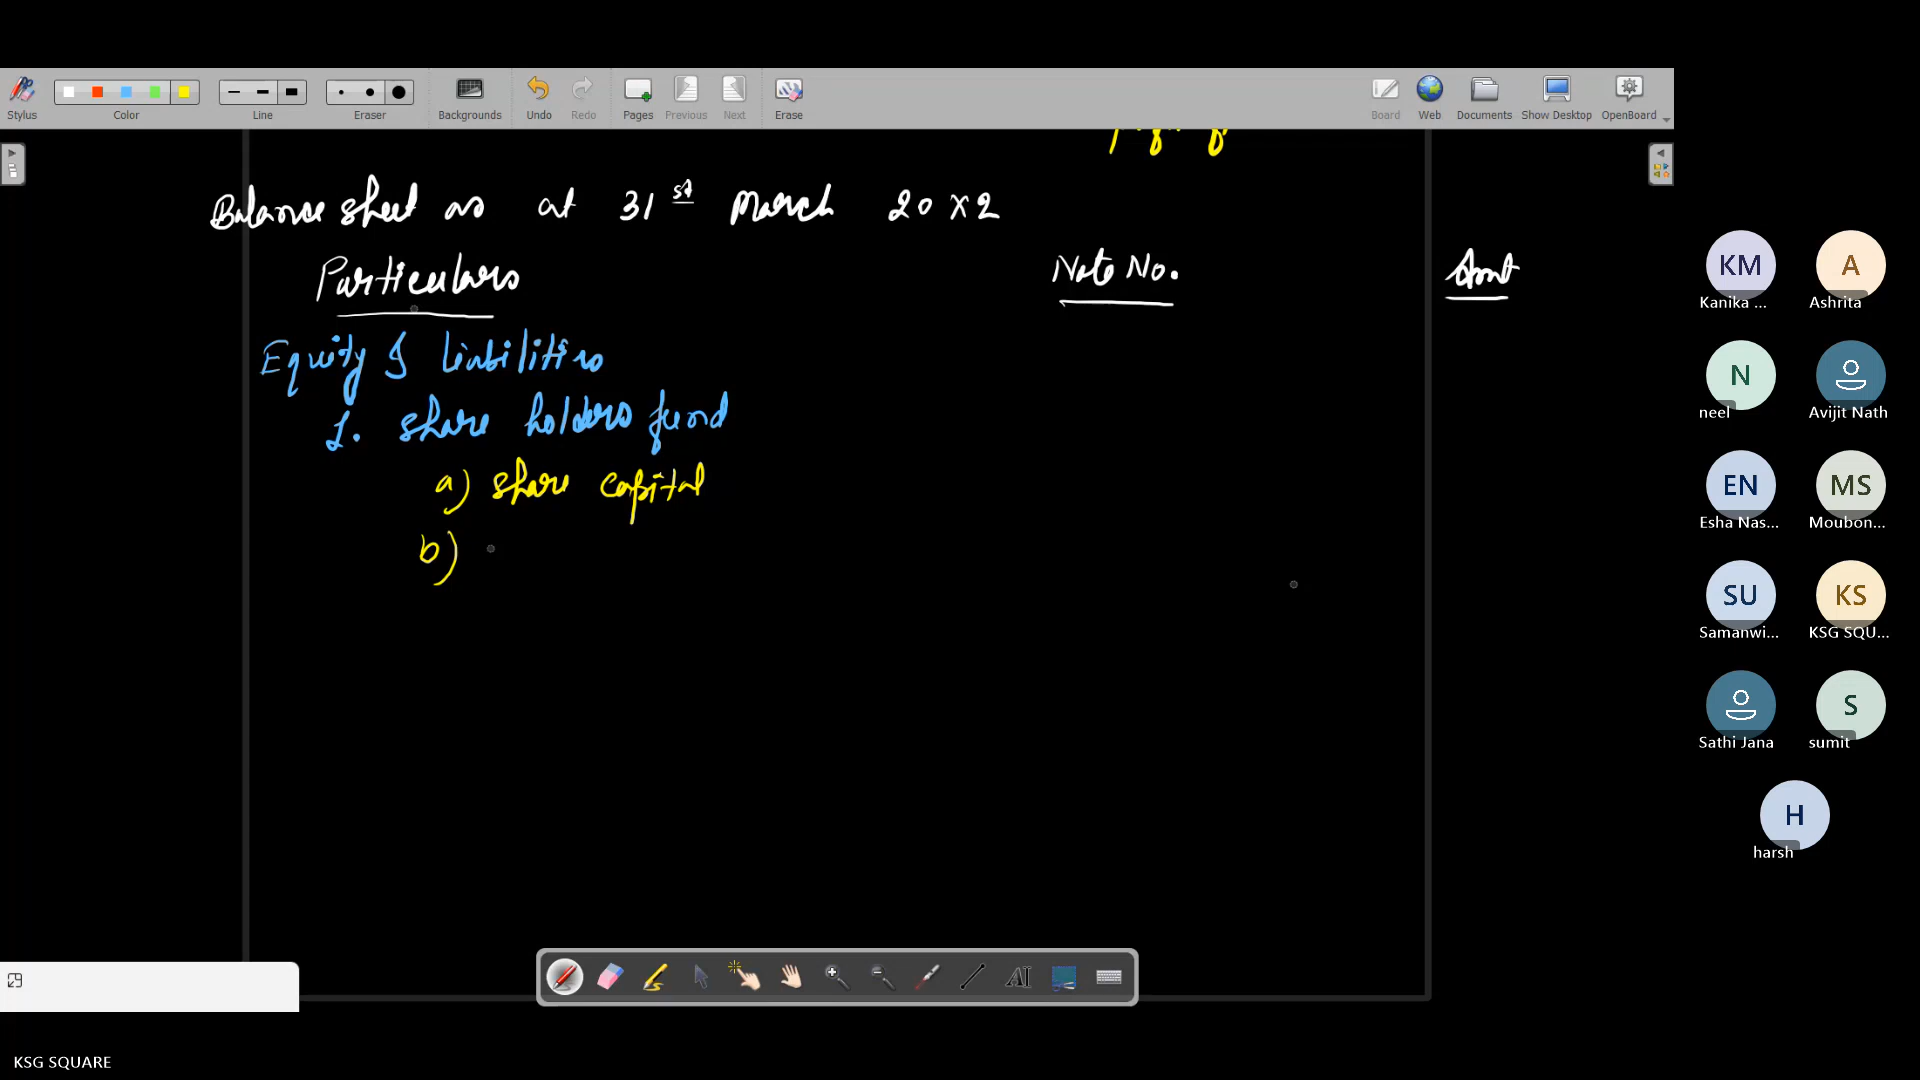 Stylus
Color
Line
Eraser
Backgrounds
Undo
Redo
Pages
Previous
Next
Erase
Board
Web
Documents
Show Desktop
OpenBoard
Balance sheet as at 31st March 20x2
Particulars Note No. Amt
Equity & liabilities
1. Share holders fund
a) Share capital
b)
KM
Kanika ...
A
Ashrita
N
neel
Avijit Nath
EN
Esha Nas...
MS
Moubon...
SU
Samanwi...
KS
KSG SQU...
Sathi Jana
S
sumit
H
harsh
AI
KSG SQUARE